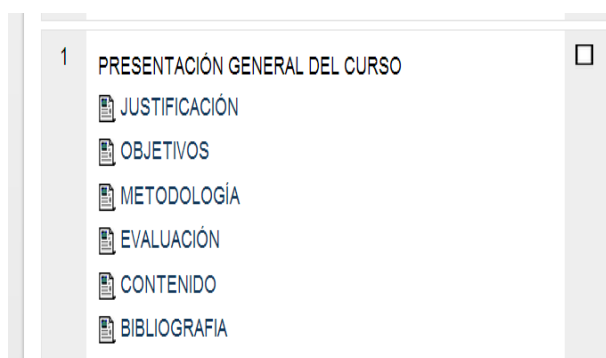 1 PRESENTACIÓN GENERAL DEL CURSO
JUSTIFICACIÓN
OBJETIVOS
METODOLOGÍA
EVALUACIÓN
CONTENIDO
BIBLIOGRAFIA